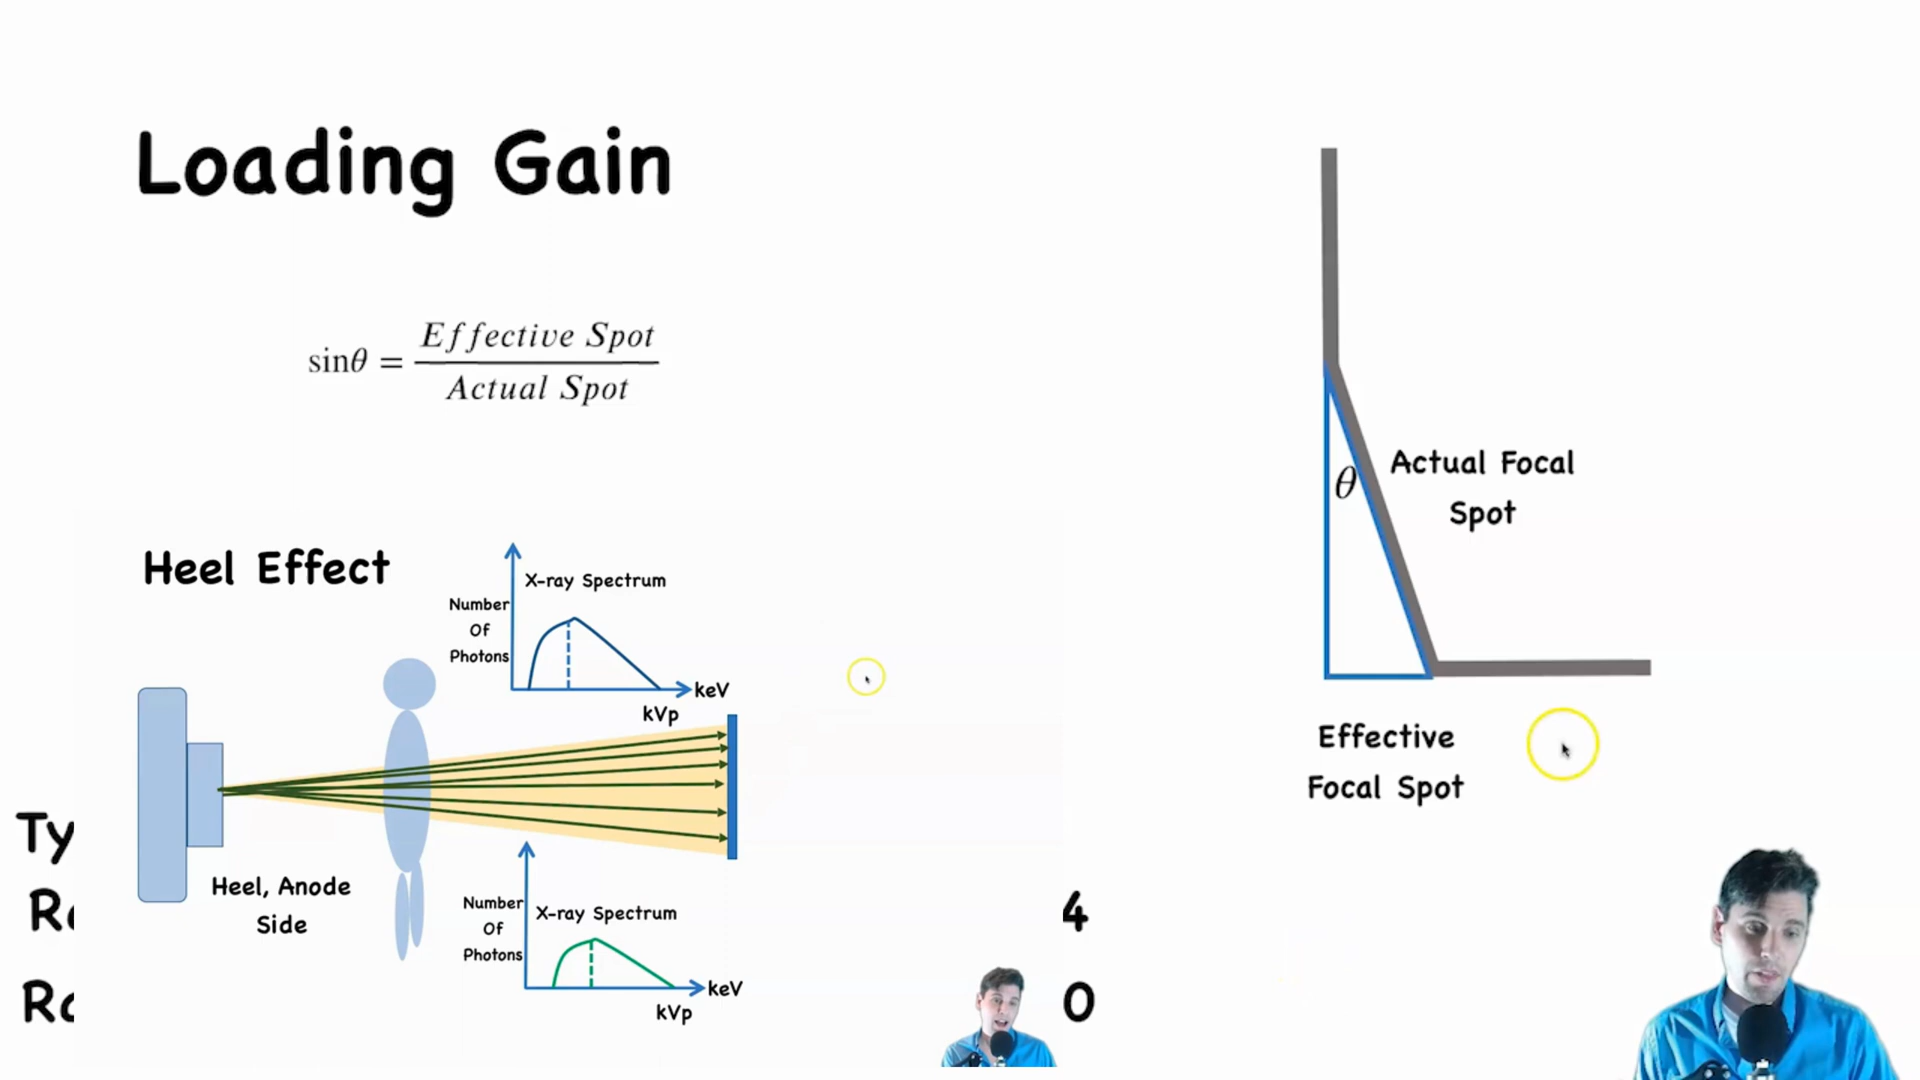 Loading Gain
sinθ = Effective Spot
Actual Spot
Actual Focal
Spot
θ
Effective
Focal Spot
Heel Effect
X-ray Spectrum
Number
Of
Photons
keV
kVp
Heel, Anode
Side
X-ray Spectrum
Number
Of
Photons
keV
kVp
Ty
4
0